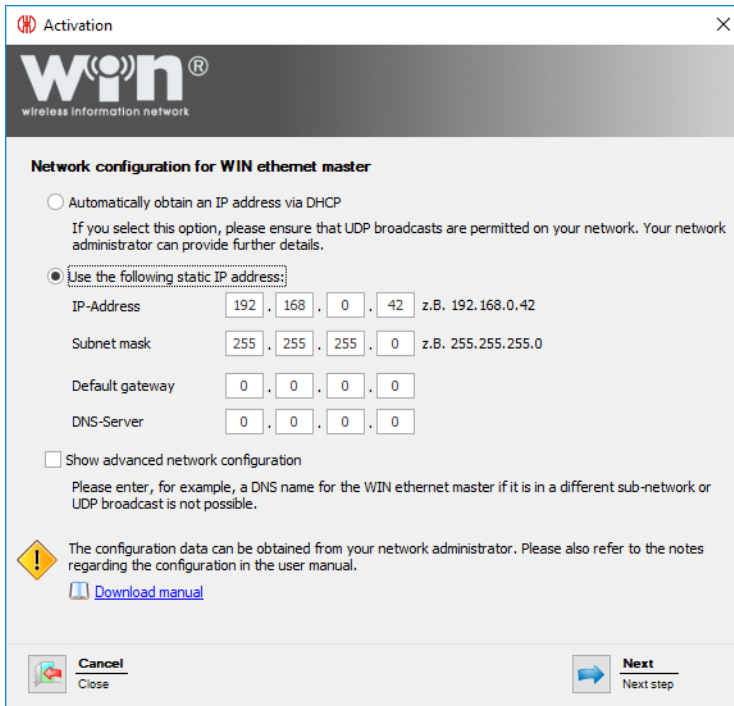 Activation
WIN®
wireless information network
Network configuration for WIN ethernet master
Automatically obtain an IP address via DHCP
If you select this option, please ensure that UDP broadcasts are permitted on your network. Your network
administrator can provide further details.
Use the following static IP address:
IP-Address 192 . 168 . 0 . 42 z.B. 192.168.0.42
Subnet mask 255 . 255 . 255 . 0 z.B. 255.255.255.0
Default gateway 0 . 0 . 0 . 0
DNS-Server 0 . 0 . 0 . 0
Show advanced network configuration
Please enter, for example, a DNS name for the WIN ethernet master if it is in a different sub-network or
UDP broadcast is not possible.
The configuration data can be obtained from your network administrator. Please also refer to the notes
regarding the configuration in the user manual.
Download manual
Cancel
Close
Next
Next step